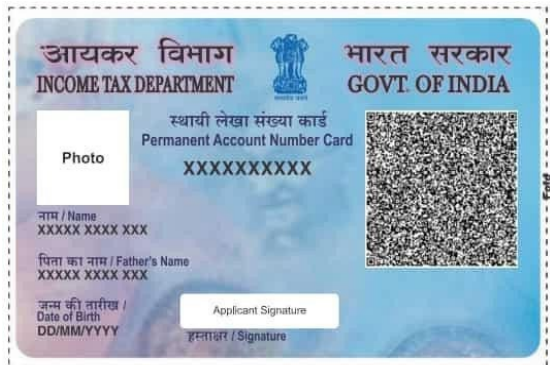 आयकर विभाग
भारत सरकार
INCOME TAX DEPARTMENT
GOVT. OF INDIA
स्थायी लेखा संख्या कार्ड
Permanent Account Number Card
XXXXXXXXXX
Photo
नाम / Name
XXXXX XXXX XXX
पिता का नाम / Father's Name
XXXXX XXXX XXX
जन्म की तारीख /
Date of Birth
DD/MM/YYYY
Applicant Signature
हस्ताक्षर / Signature